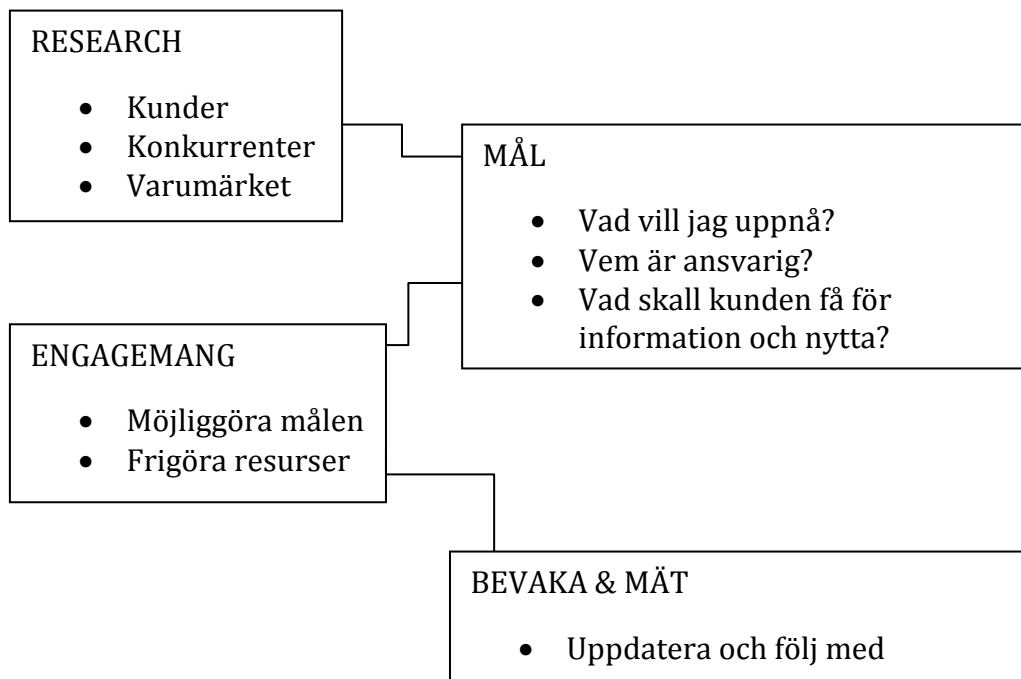 RESEARCH
• Kunder
• Konkurrenter
• Varumärket
MÅL
• Vad vill jag uppnå?
• Vem är ansvarig?
• Vad skall kunden få för
information och nytta?
ENGAGEMANG
• Möjliggöra målen
• Frigöra resurser
BEVAKA & MÄT
• Uppdatera och följ med